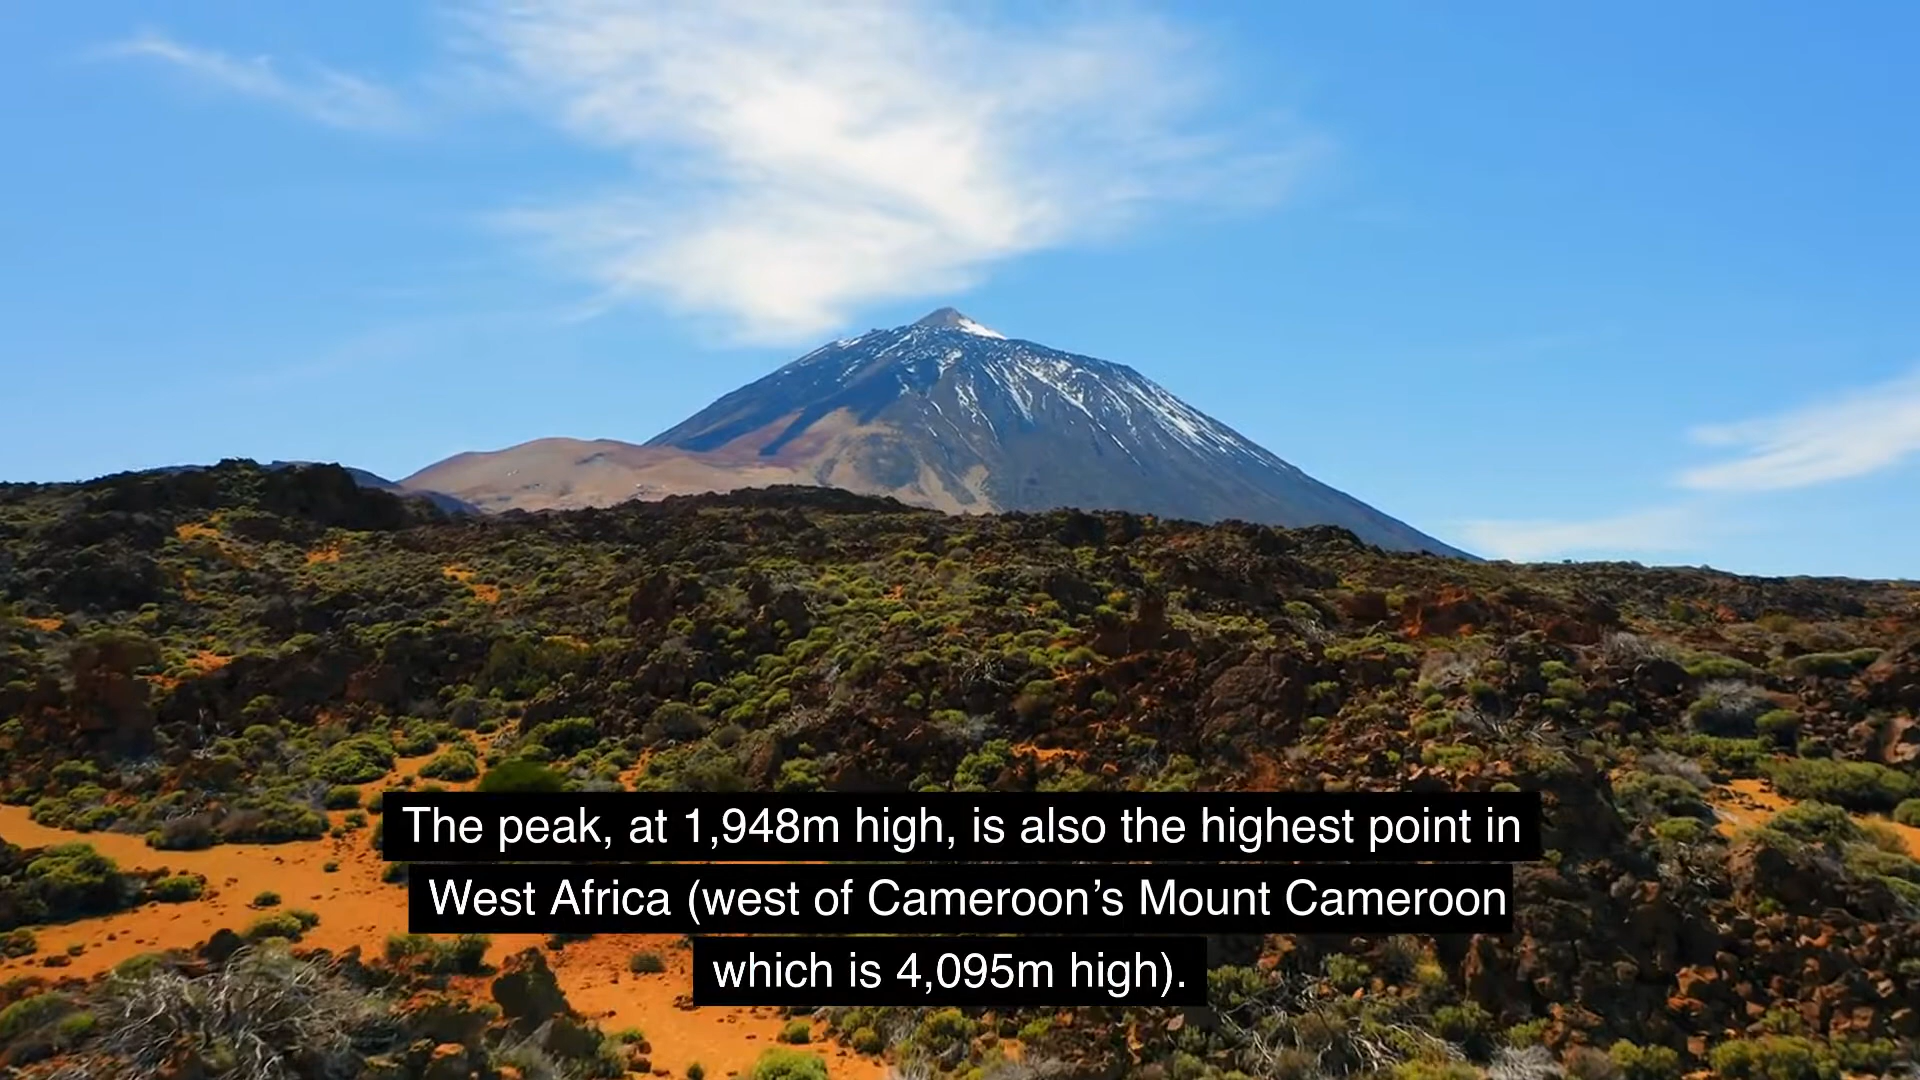 The peak, at 1,948m high, is also the highest point in
West Africa (west of Cameroon’s Mount Cameroon
which is 4,095m high).